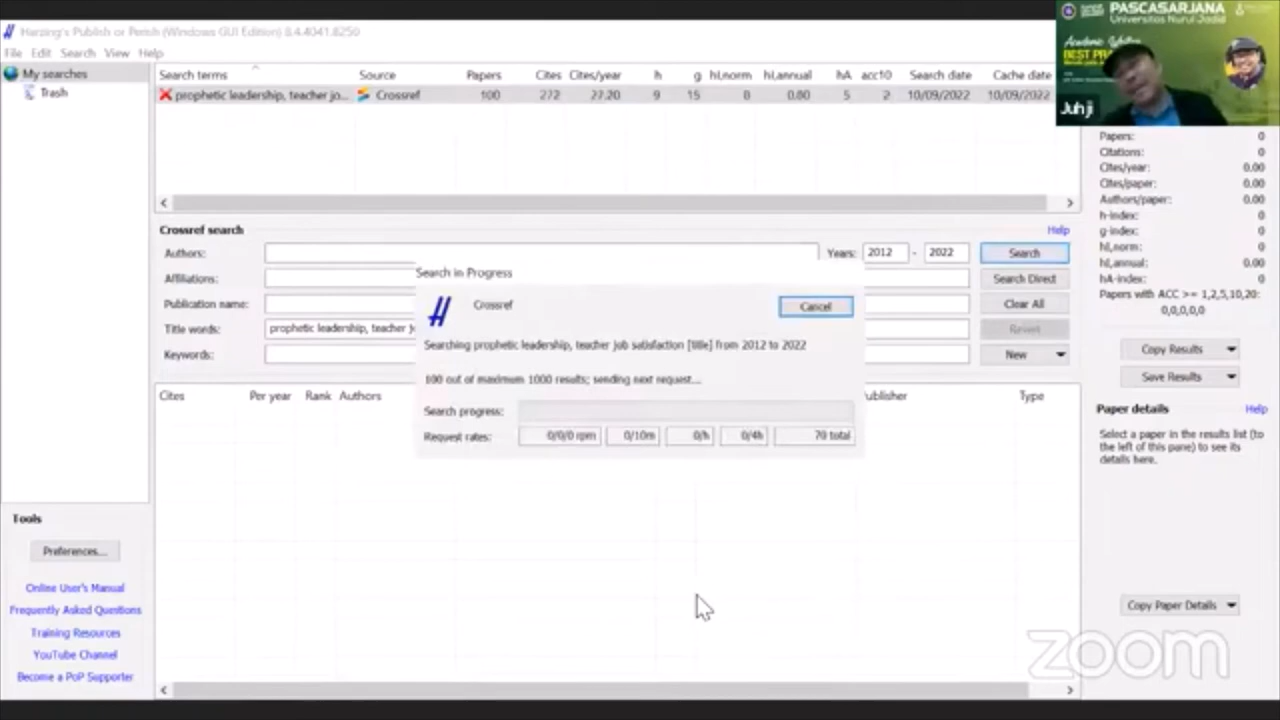 Harzing's Publish or Perish (Windows GUI Edition) 8.4.4041.8250
File Edit Search View Help
My searches
Trash
Search terms Source Papers Cites Cites/year h g hI,norm hI,annual hA acc10 Search date Cache date
prophetic leadership, teacher jo... Crossref 100 272 27.20 9 15 8 0.80 5 2 10/09/2022 10/09/2022
PASCASARJANA
Universitas Nurul Jadid
Academic Writing
Juhji
Papers: 0
Citations: 0
Cites/year: 0.00
Cites/paper: 0.00
Authors/paper: 0.00
h-index: 0
g-index: 0
hI,norm: 0
hI,annual: 0.00
hA-index: 0
Papers with ACC >= 1,2,5,10,20:
0,0,0,0,0
Copy Results
Save Results
Paper details Help
Select a paper in the results list (to
the left of this pane) to see its
details here.
Copy Paper Details
Crossref search Help
Authors: Years: 2012 - 2022 Search
Affiliations: Search Direct
Publication name: Clear All
Title words: prophetic leadership, teacher j Revert
Keywords: New
Search in Progress
Crossref Cancel
Searching prophetic leadership, teacher job satisfaction [title] from 2012 to 2022
100 out of maximum 1000 results; sending next request...
Search progress:
Request rates: 0/0/0 rpm 0/10m 0/h 0/4h 70 total
Cites Per year Rank Authors Publisher Type
Tools
Preferences...
Online User's Manual
Frequently Asked Questions
Training Resources
YouTube Channel
Become a PoP Supporter
zoom